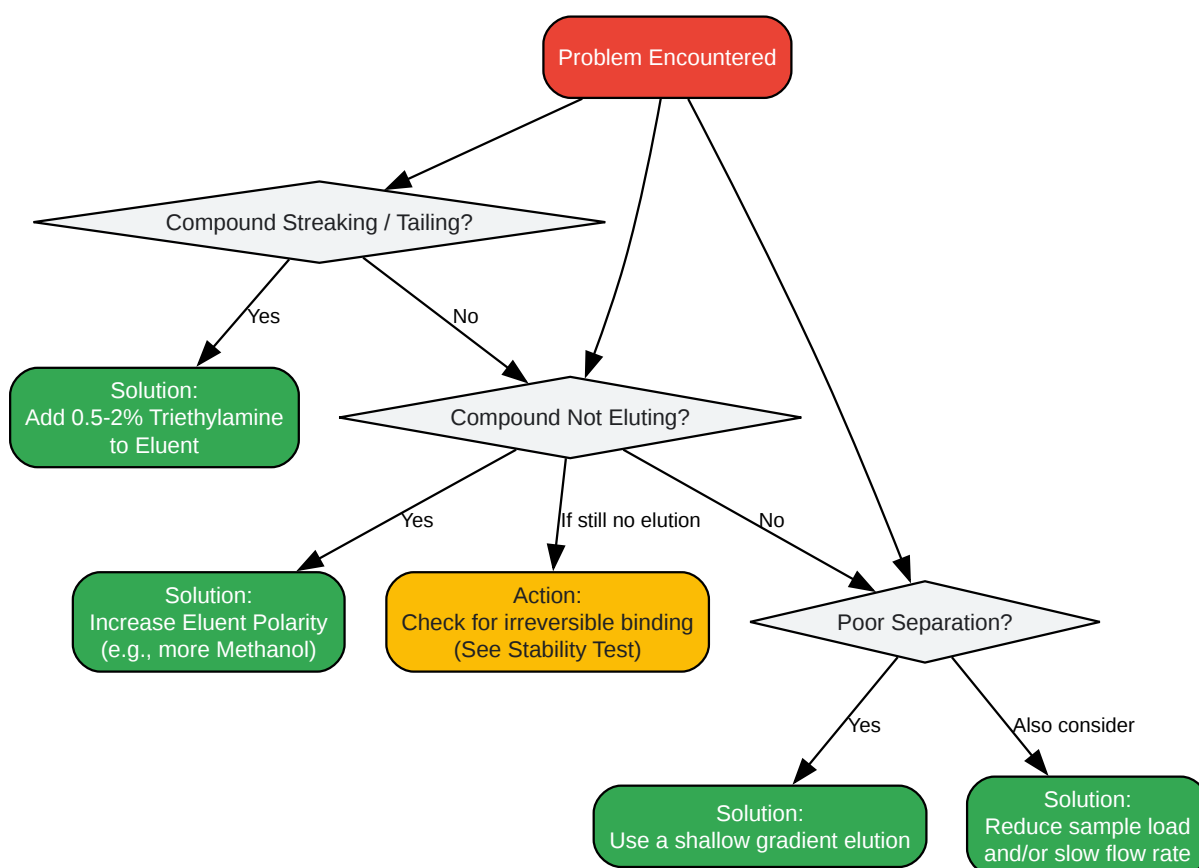 Problem Encountered
Compound Streaking / Tailing?
Yes
No
Solution:
Add 0.5-2% Triethylamine
to Eluent
Compound Not Eluting?
Yes
If still no elution
No
Solution:
Increase Eluent Polarity
(e.g., more Methanol)
Action:
Check for irreversible binding
(See Stability Test)
Poor Separation?
Yes
Also consider
Solution:
Use a shallow gradient elution
Solution:
Reduce sample load
and/or slow flow rate